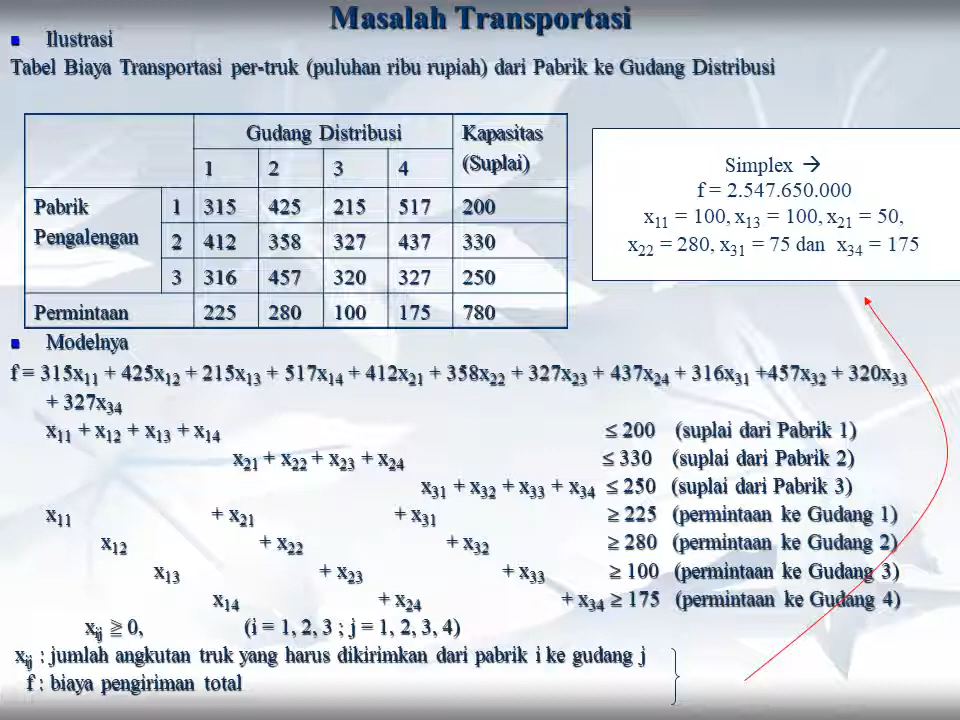 Masalah Transportasi
Ilustrasi
Tabel Biaya Transportasi per-truk (puluhan ribu rupiah) dari Pabrik ke Gudang Distribusi
Gudang Distribusi Kapasitas (Suplai)
1 2 3 4
Pabrik Pengalengan 1 315 425 215 517 200
2 412 358 327 437 330
3 316 457 320 327 250
Permintaan 225 280 100 175 780
Simplex →
f = 2.547.650.000
x11 = 100, x13 = 100, x21 = 50,
x22 = 280, x31 = 75 dan x34 = 175
Modelnya
f = 315x11 + 425x12 + 215x13 + 517x14 + 412x21 + 358x22 + 327x23 + 437x24 + 316x31 +457x32 + 320x33
+ 327x34
x11 + x12 + x13 + x14 ≤ 200 (suplai dari Pabrik 1)
x21 + x22 + x23 + x24 ≤ 330 (suplai dari Pabrik 2)
x31 + x32 + x33 + x34 ≤ 250 (suplai dari Pabrik 3)
x11 + x21 + x31 ≥ 225 (permintaan ke Gudang 1)
x12 + x22 + x32 ≥ 280 (permintaan ke Gudang 2)
x13 + x23 + x33 ≥ 100 (permintaan ke Gudang 3)
x14 + x24 + x34 ≥ 175 (permintaan ke Gudang 4)
xij ≧ 0, (i = 1, 2, 3 ; j = 1, 2, 3, 4)
xij : jumlah angkutan truk yang harus dikirimkan dari pabrik i ke gudang j
f : biaya pengiriman total